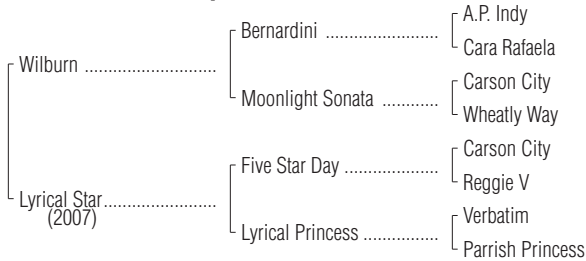 A.P. Indy
Bernardini ......................
Cara Rafaela
Wilburn .........................
Carson City
Moonlight Sonata ...........
Wheatly Way
Carson City
Five Star Day ..................
Reggie V
Lyrical Star.....................
(2007)
Verbatim
Lyrical Princess ..............
Parrish Princess